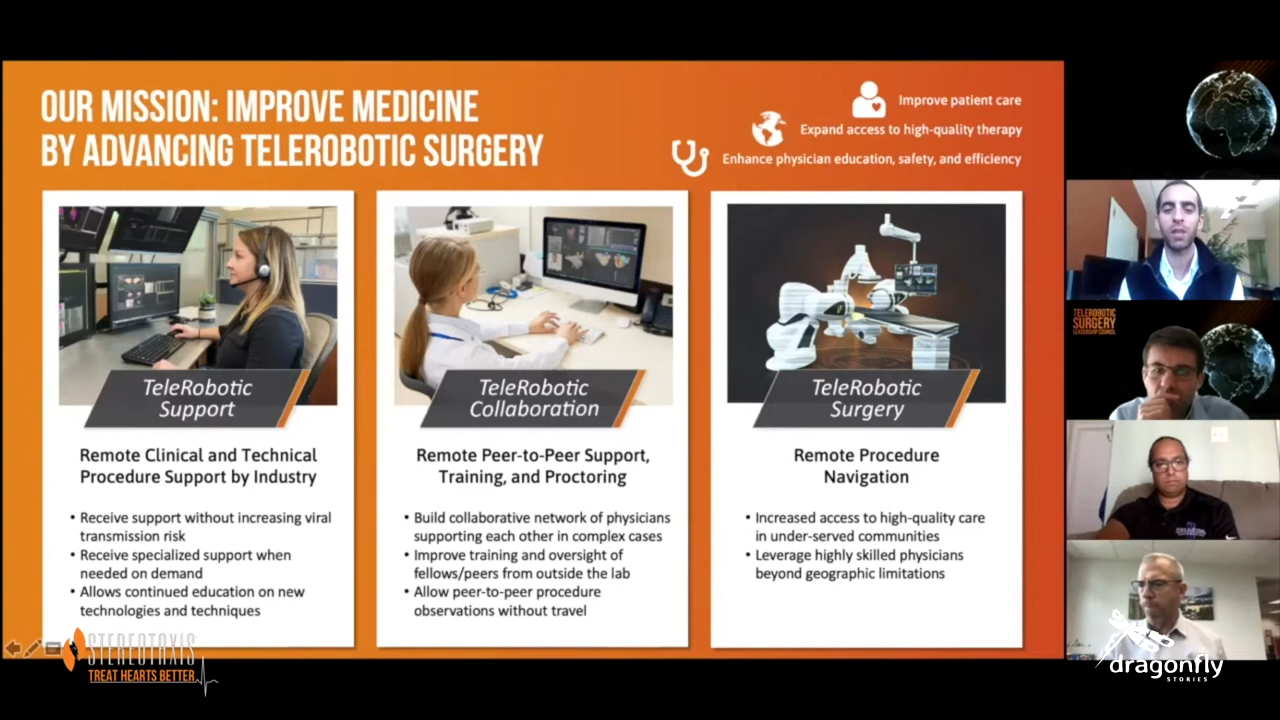 OUR MISSION: IMPROVE MEDICINE
BY ADVANCING TELEROBOTIC SURGERY
Improve patient care
Expand access to high-quality therapy
Enhance physician education, safety, and efficiency
TeleRobotic
Support
Remote Clinical and Technical
Procedure Support by Industry
• Receive support without increasing viral
transmission risk
• Receive specialized support when
needed on demand
• Allows continued education on new
technologies and techniques
TeleRobotic
Collaboration
Remote Peer-to-Peer Support,
Training, and Proctoring
• Build collaborative network of physicians
supporting each other in complex cases
• Improve training and oversight of
fellows/peers from outside the lab
• Allow peer-to-peer procedure
observations without travel
TeleRobotic
Surgery
Remote Procedure
Navigation
• Increased access to high-quality care
in under-served communities
• Leverage highly skilled physicians
beyond geographic limitations
TELEROBOTIC
SURGERY
LEADERSHIP COUNCIL
STEREOTAXIS
TREAT HEARTS BETTER
dragonfly
STORIES